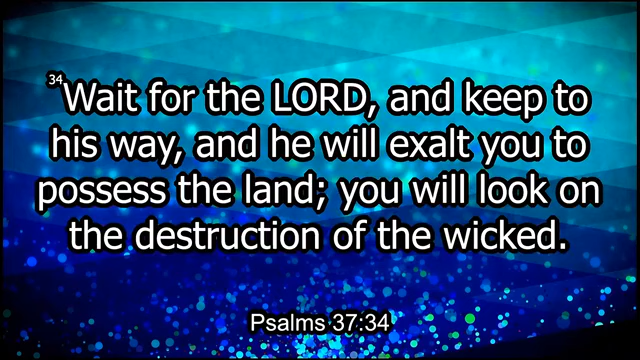 34Wait for the LORD, and keep to
his way, and he will exalt you to
possess the land; you will look on
the destruction of the wicked.
Psalms 37:34